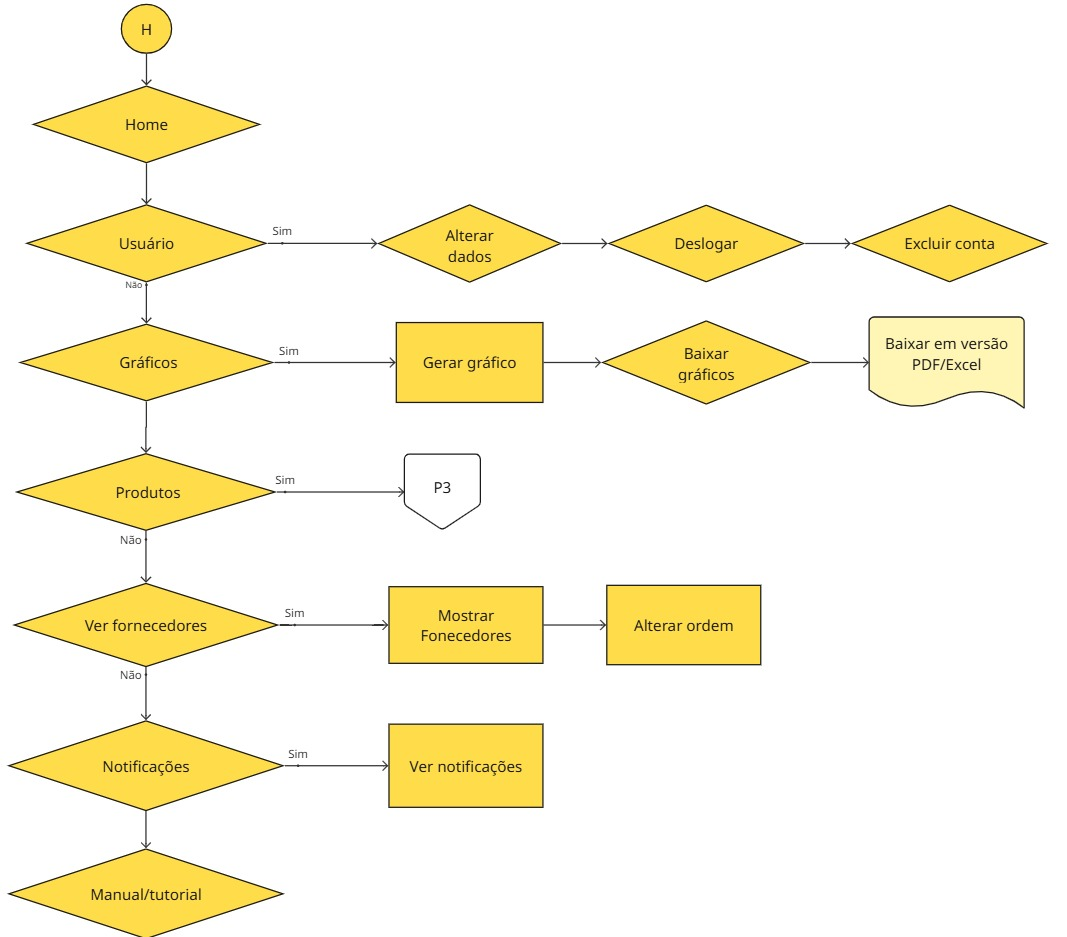 H
Home
Usuário
Sim
Alterar
dados
Deslogar
Excluir conta
Não
Gráficos
Sim
Gerar gráfico
Baixar
gráficos
Baixar em versão
PDF/Excel
Produtos
Sim
P3
Não
Ver fornecedores
Sim
Mostrar
Fonecedores
Alterar ordem
Não
Notificações
Sim
Ver notificações
Manual/tutorial